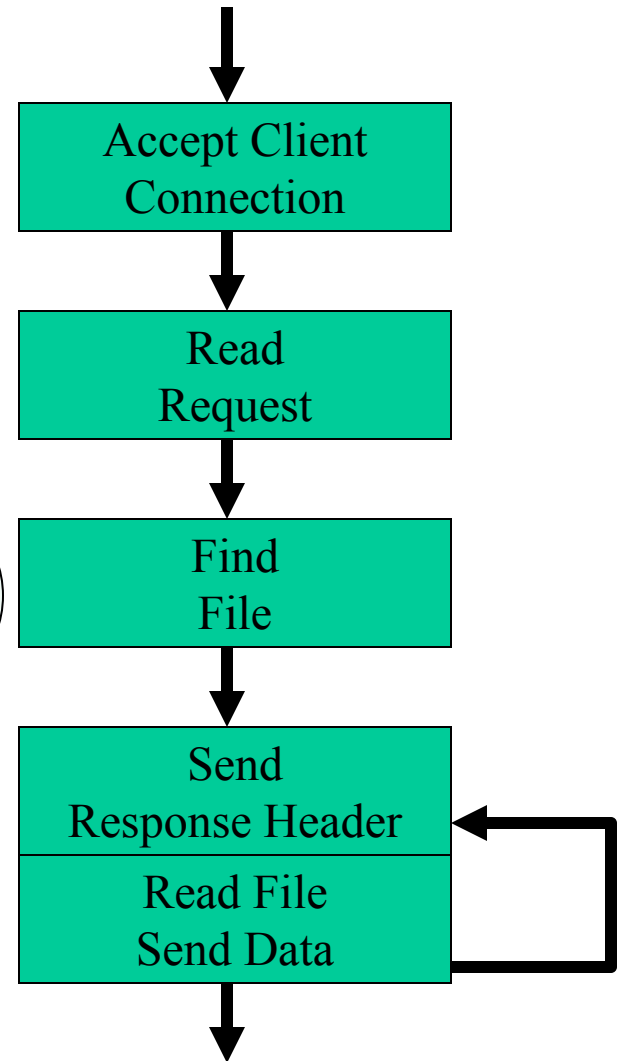 Accept Client
Connection
Read
Request
Find
File
Send
Response Header
Read File
Send Data